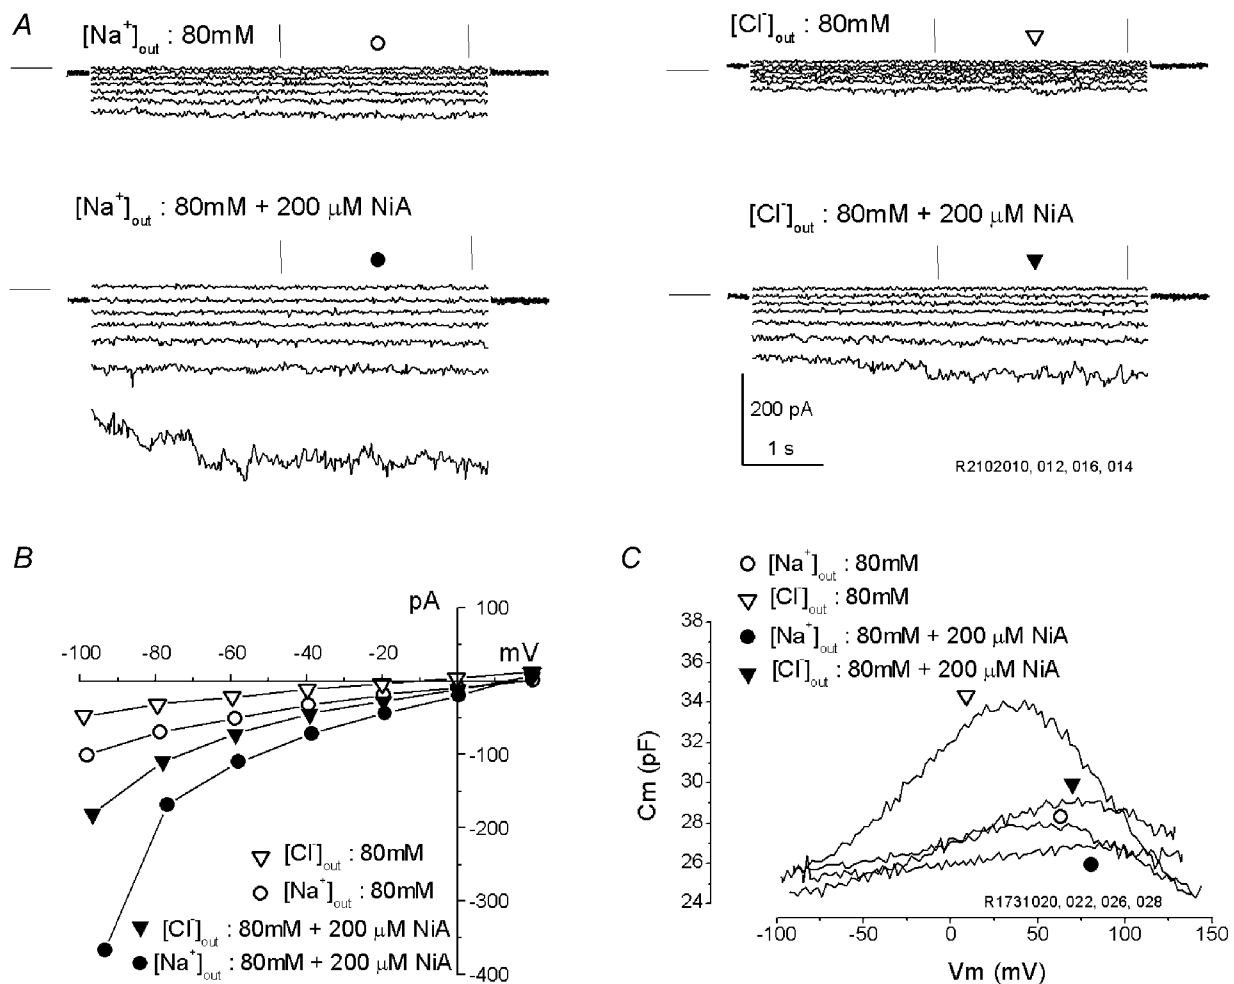 A
[Na⁺]out : 80mM
[Cl⁻]out : 80mM
[Na⁺]out : 80mM + 200 μM NiA
[Cl⁻]out : 80mM + 200 μM NiA
200 pA
1 s
R2102010, 012, 016, 014
B
pA
100
mV
-100 -80 -60 -40 -20
-100
-200
-300
-400
[Cl⁻]out : 80mM
[Na⁺]out : 80mM
[Cl⁻]out : 80mM + 200 μM NiA
[Na⁺]out : 80mM + 200 μM NiA
C
[Na⁺]out : 80mM
[Cl⁻]out : 80mM
[Na⁺]out : 80mM + 200 μM NiA
[Cl⁻]out : 80mM + 200 μM NiA
Cm (pF)
38
36
34
32
30
28
26
24
R1731020, 022, 026, 028
-100 -50 0 50 100 150
Vm (mV)